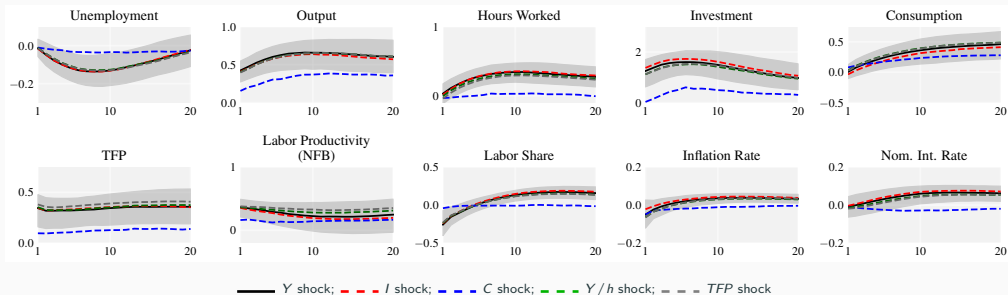 Unemployment
Output
Hours Worked
Investment
Consumption
0.0
−0.2
1 10 20
1.0
0.5
0.0
1 10 20
1
0
1 10 20
2
0
1 10 20
0.5
0.0
−0.5
1 10 20
TFP
Labor Productivity
(NFB)
Labor Share
Inflation Rate
Nom. Int. Rate
0.5
0.0
1 10 20
1
0
1 10 20
0.5
0.0
−0.5
1 10 20
0.2
0.0
−0.2
1 10 20
0.2
0.0
−0.2
1 10 20
Y shock; I shock; C shock; Y/h shock; TFP shock